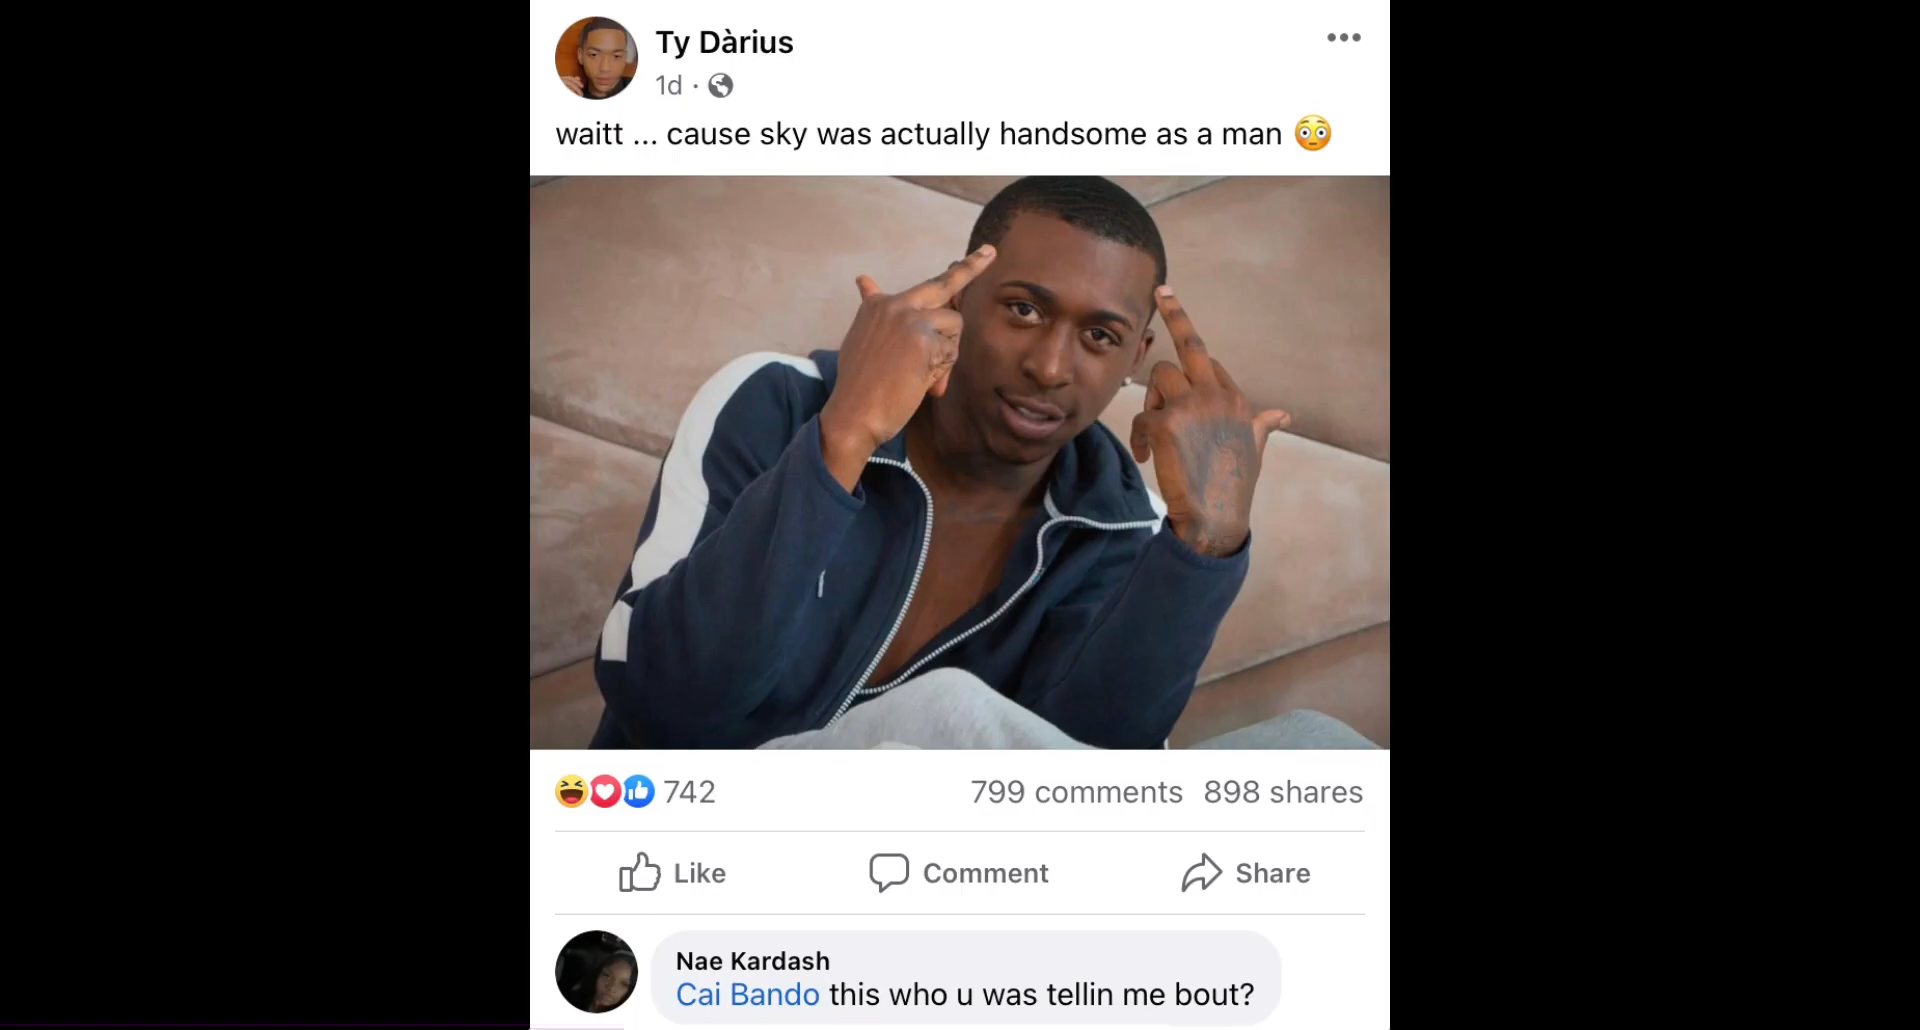 Ty Dàrius
1d ·
waitt ... cause sky was actually handsome as a man 😳
742
799 comments 898 shares
Like Comment Share
Nae Kardash
Cai Bando this who u was tellin me bout?